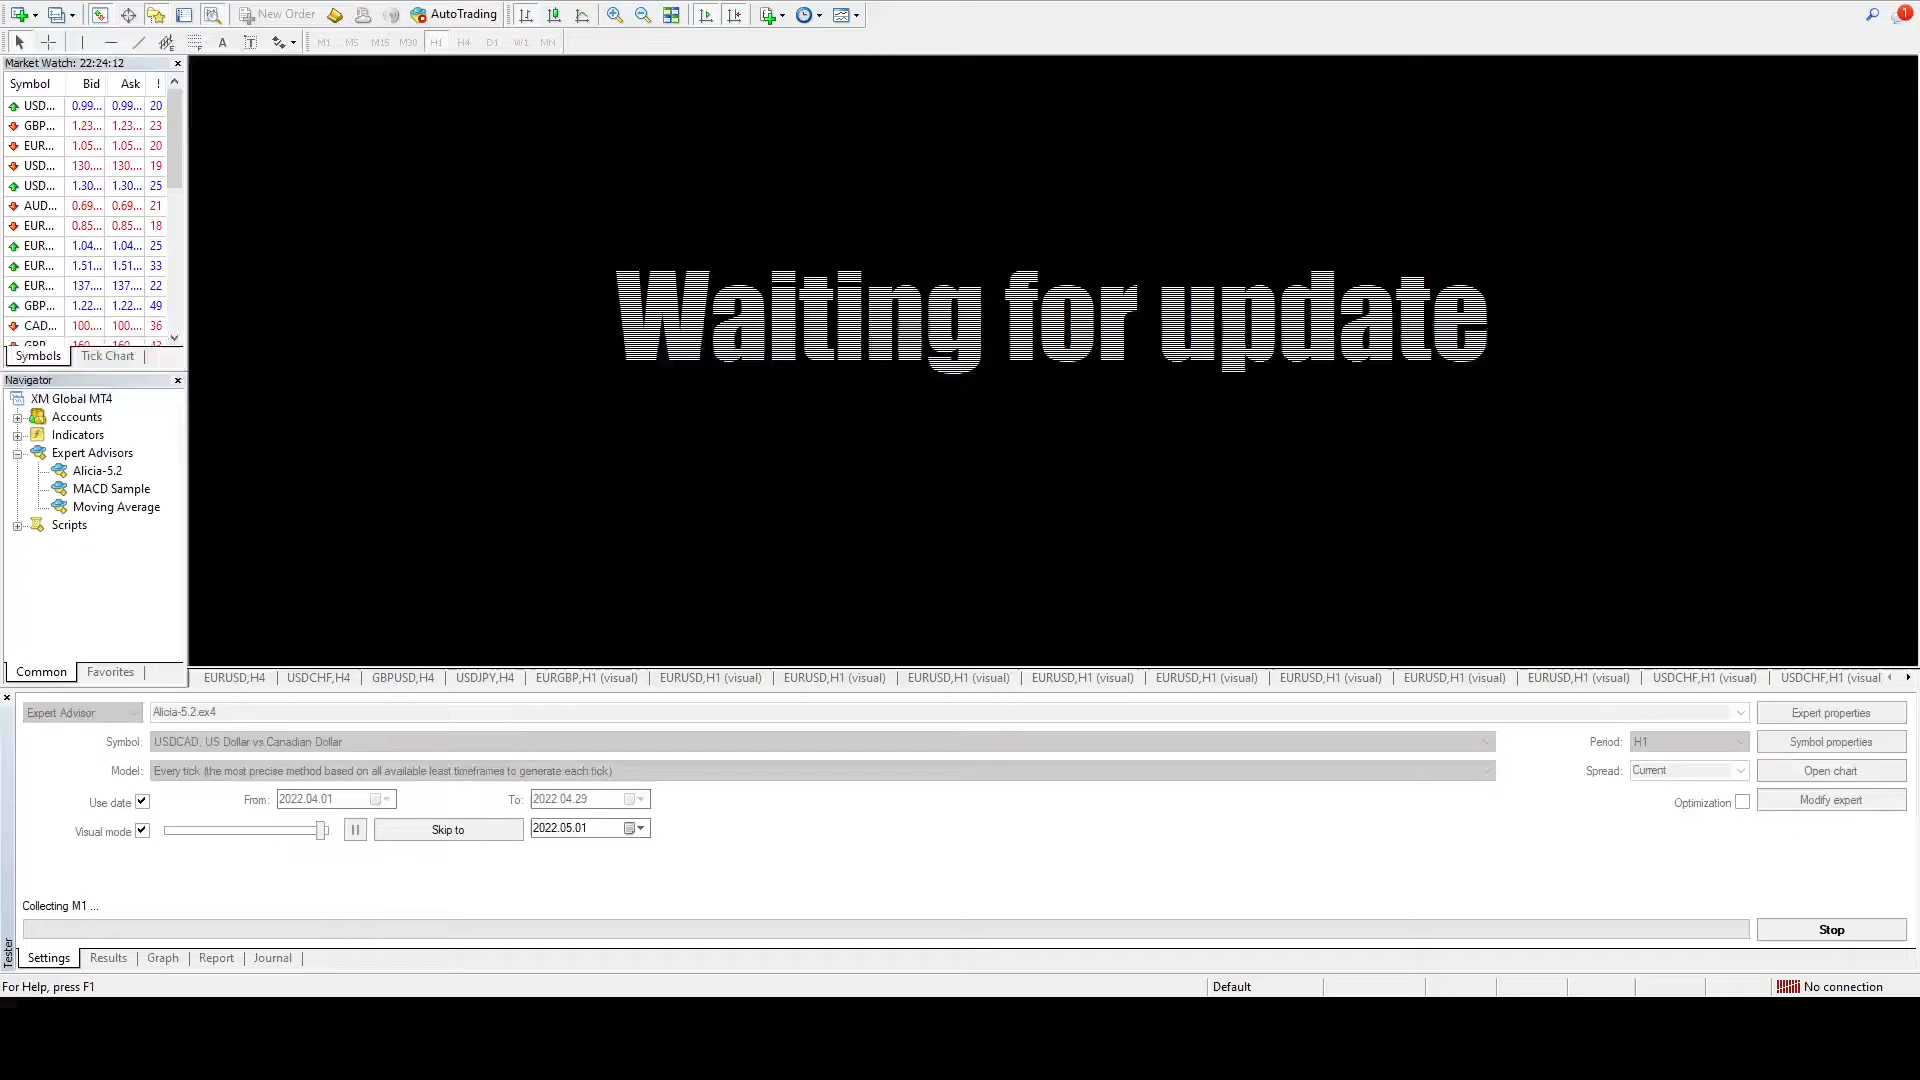 New Order
AutoTrading
1
A
T
M1 M5 M15 M30 H1 H4 D1 W1 MN
Market Watch: 22:24:12
Symbol Bid Ask !
USD... 0.99... 0.99... 20
GBP... 1.23... 1.23... 23
EUR... 1.05... 1.05... 20
USD... 130.... 130.... 19
USD... 1.30... 1.30... 25
AUD... 0.69... 0.69... 21
EUR... 0.85... 0.85... 18
EUR... 1.04... 1.04... 25
EUR... 1.51... 1.51... 33
EUR... 137.... 137.... 22
GBP... 1.22... 1.22... 49
CAD... 100.... 100.... 36
Symbols Tick Chart
Navigator
XM Global MT4
Accounts
Indicators
Expert Advisors
Alicia-5.2
MACD Sample
Moving Average
Scripts
Common Favorites
Waiting for update
EURUSD,H4 USDCHF,H4 GBPUSD,H4 USDJPY,H4 EURGBP,H1 (visual) EURUSD,H1 (visual) EURUSD,H1 (visual) EURUSD,H1 (visual) EURUSD,H1 (visual) EURUSD,H1 (visual) EURUSD,H1 (visual) EURUSD,H1 (visual) EURUSD,H1 (visual) USDCHF,H1 (visual) USDCHF,H1 (visual
Expert Advisor Alicia-5.2.ex4 Expert properties
Symbol: USDCAD, US Dollar vs Canadian Dollar Period: H1 Symbol properties
Model: Every tick (the most precise method based on all available least timeframes to generate each tick) Spread: Current Open chart
Use date From: 2022.04.01 To: 2022.04.29 Optimization Modify expert
Visual mode Skip to 2022.05.01
Collecting M1 ...
Stop
Tester
Settings Results Graph Report Journal
For Help, press F1 Default No connection